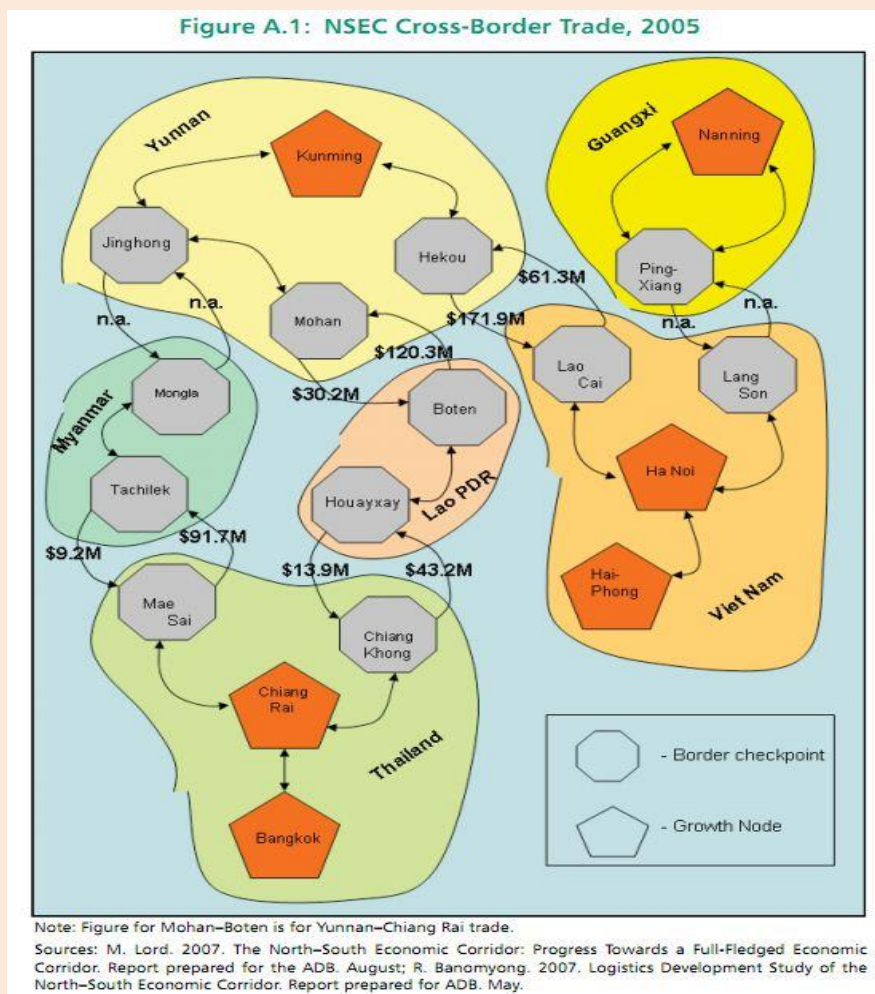 Figure A.1: NSEC Cross-Border Trade, 2005
Yunnan
Kunming
Guangxi
Nanning
Jinghong
Hekou
Ping-
Xiang
Mohan
$61.3M
n.a.
n.a.
$171.9M
n.a.
n.a.
$120.3M
$30.2M
Lao
Cai
Lang
Son
Myanmar
Mongla
Boten
Tachilek
Houayxay
Lao PDR
Ha Noi
$9.2M
$91.7M
$13.9M
$43.2M
Hai-
Phong
Viet Nam
Mae
Sai
Chiang
Khong
Chiang
Rai
Thailand
Bangkok
- Border checkpoint
- Growth Node
Note: Figure for Mohan–Boten is for Yunnan–Chiang Rai trade.
Sources: M. Lord. 2007. The North–South Economic Corridor: Progress Towards a Full-Fledged Economic
Corridor. Report prepared for the ADB. August; R. Banomyong. 2007. Logistics Development Study of the
North–South Economic Corridor. Report prepared for ADB. May.